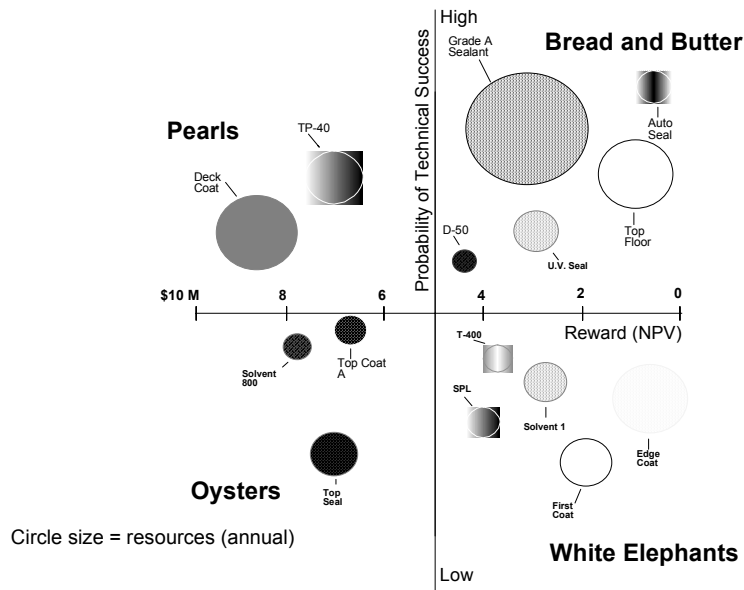 High
Grade A
Sealant
Bread and Butter
Pearls
TP-40
Auto
Seal
Deck
Coat
Probability of Technical Success
D-50
Top
Floor
U.V. Seal
$10 M 8 6 4 2 0
Reward (NPV)
T-400
Top Coat
A
Solvent
800
SPL
Solvent 1
Edge
Coat
Oysters
Top
Seal
First
Coat
Circle size = resources (annual)
White Elephants
Low